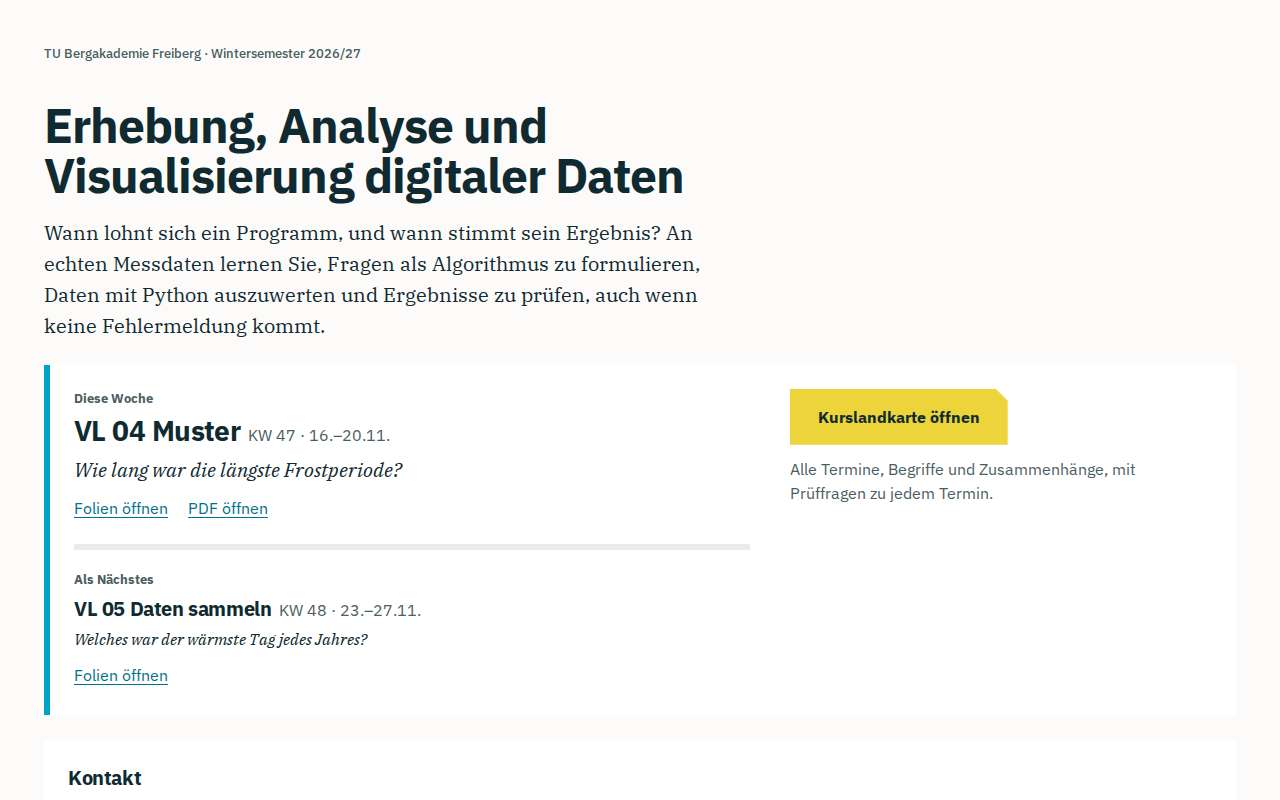 TU Bergakademie Freiberg · Wintersemester 2026/27
Erhebung, Analyse und
Visualisierung digitaler Daten
Wann lohnt sich ein Programm, und wann stimmt sein Ergebnis? An
echten Messdaten lernen Sie, Fragen als Algorithmus zu formulieren,
Daten mit Python auszuwerten und Ergebnisse zu prüfen, auch wenn
keine Fehlermeldung kommt.
Diese Woche
VL 04 Muster KW 47 · 16.–20.11.
Wie lang war die längste Frostperiode?
Folien öffnen PDF öffnen
Als Nächstes
VL 05 Daten sammeln KW 48 · 23.–27.11.
Welches war der wärmste Tag jedes Jahres?
Folien öffnen
Kurslandkarte öffnen
Alle Termine, Begriffe und Zusammenhänge, mit
Prüffragen zu jedem Termin.
Kontakt